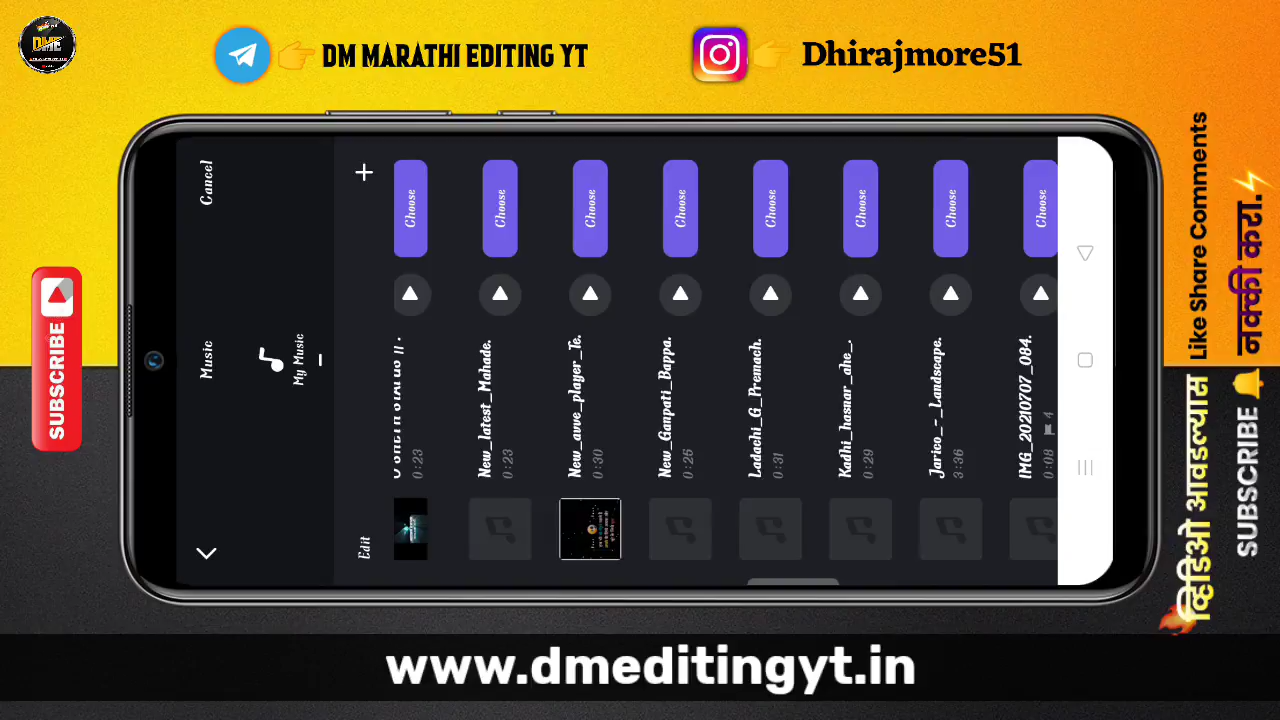 DME
DM MARATHI EDITING YT
Dhirajmore51
SUBSCRIBE
Cancel
Music
My Music
Edit
+
Choose
0:23
Choose
New_latest_Mahade.
0:23
Choose
New_avve_player_Te.
0:30
Choose
New_Ganpati_Bappa.
0:26
Choose
Ladachi_G_Premach.
0:31
Choose
Kadhi_hasnar_ahe_.
0:29
Choose
Jarico_-_Landscape.
3:36
Choose
IMG_20210707_084.
0:08
4
व्हिडिओ आवडल्यास Like Share Comments
SUBSCRIBE नक्की करा.
www.dmeditingyt.in